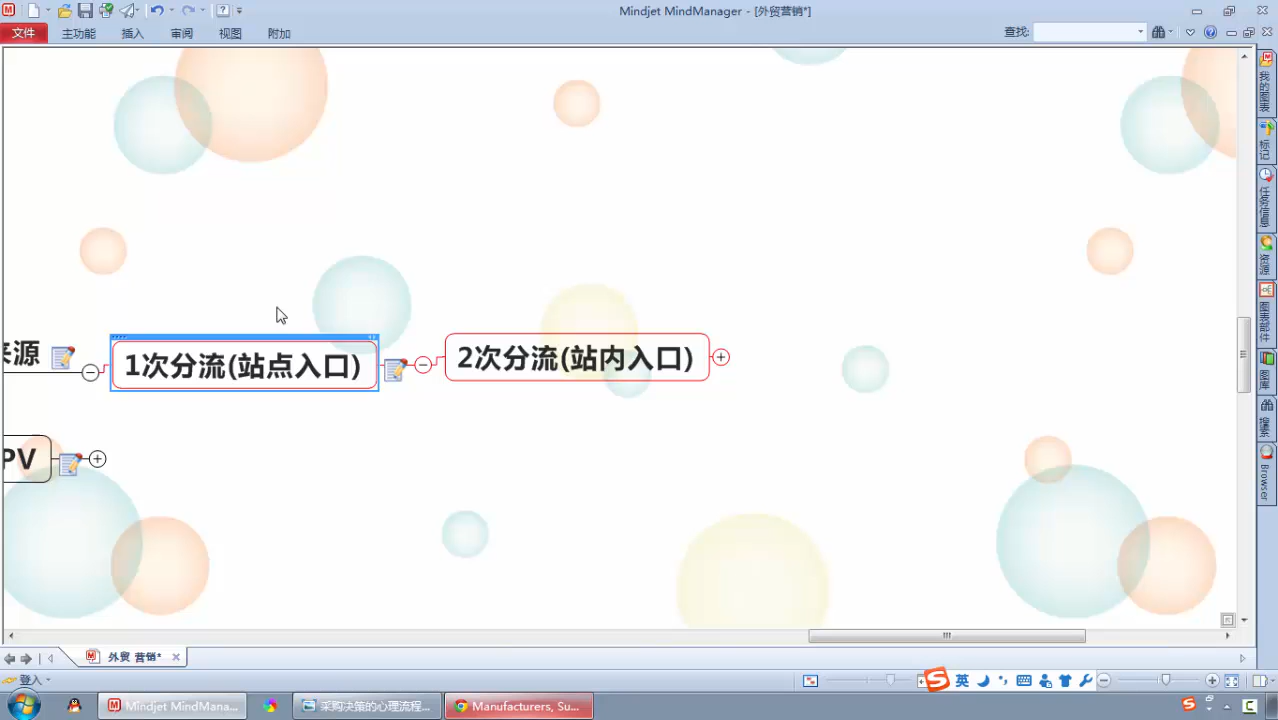 Mindjet MindManager - [外贸营销*]
文件 主功能 插入 审阅 视图 附加
查找:
我的图表
标记
任务信息
资源
图表部件
图库
搜索
Browser
来源
1次分流(站点入口)
2次分流(站内入口)
PV
外贸 营销*
登入
英
Mindjet MindMana...
采购决策的心理流程...
Manufacturers, Su...